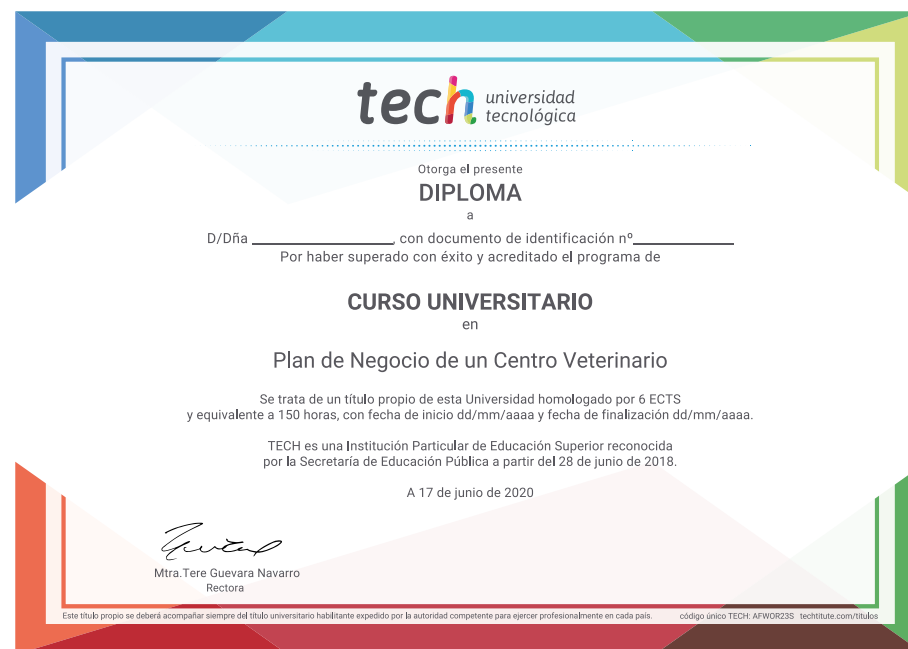 tech universidad
tecnológica
Otorga el presente
DIPLOMA
a
D/Dña ____________________, con documento de identificación nº______________
Por haber superado con éxito y acreditado el programa de
CURSO UNIVERSITARIO
en
Plan de Negocio de un Centro Veterinario
Se trata de un título propio de esta Universidad homologado por 6 ECTS
y equivalente a 150 horas, con fecha de inicio dd/mm/aaaa y fecha de finalización dd/mm/aaaa.
TECH es una Institución Particular de Educación Superior reconocida
por la Secretaría de Educación Pública a partir del 28 de junio de 2018.
A 17 de junio de 2020
Mtra.Tere Guevara Navarro
Rectora
Este título propio se deberá acompañar siempre del título universitario habilitante expedido por la autoridad competente para ejercer profesionalmente en cada país. código único TECH: AFWOR23S techtitute.com/titulos